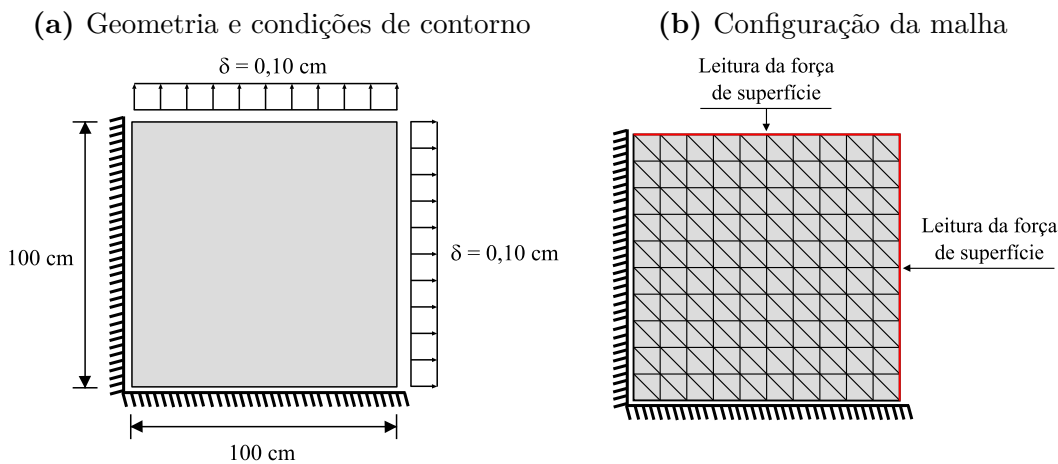 (a) Geometria e condições de contorno
δ = 0,10 cm
100 cm
δ = 0,10 cm
100 cm
(b) Configuração da malha
Leitura da força
de superfície
Leitura da força
de superfície